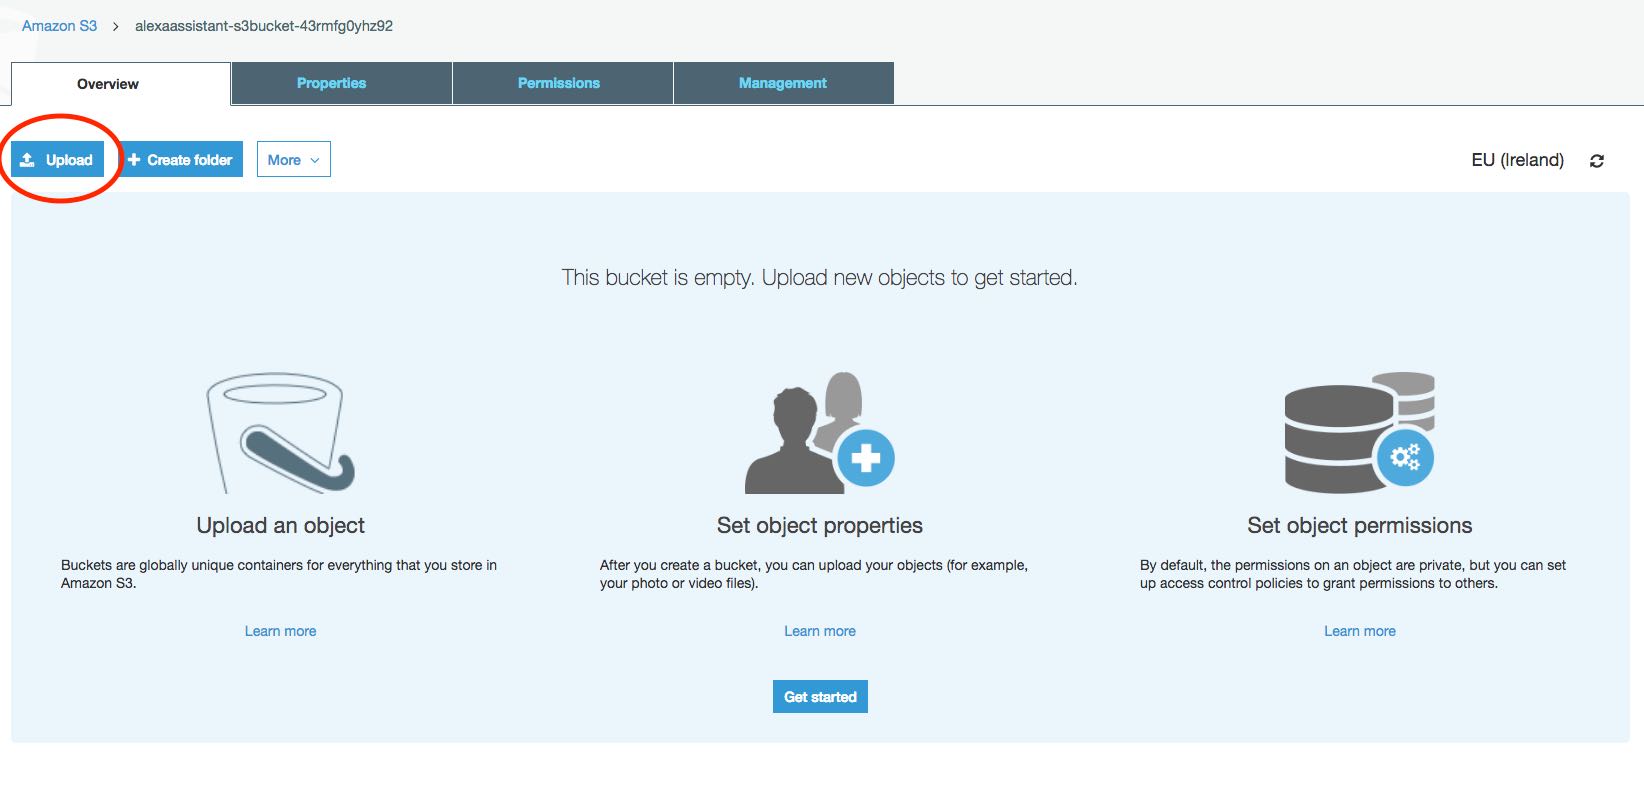 Amazon S3 > alexaassistant-s3bucket-43rmfg0yhz92
Overview Properties Permissions Management
Upload + Create folder More EU (Ireland)
This bucket is empty. Upload new objects to get started.
Upload an object
Buckets are globally unique containers for everything that you store in
Amazon S3.
Learn more
Set object properties
After you create a bucket, you can upload your objects (for example,
your photo or video files).
Learn more
Set object permissions
By default, the permissions on an object are private, but you can set
up access control policies to grant permissions to others.
Learn more
Get started